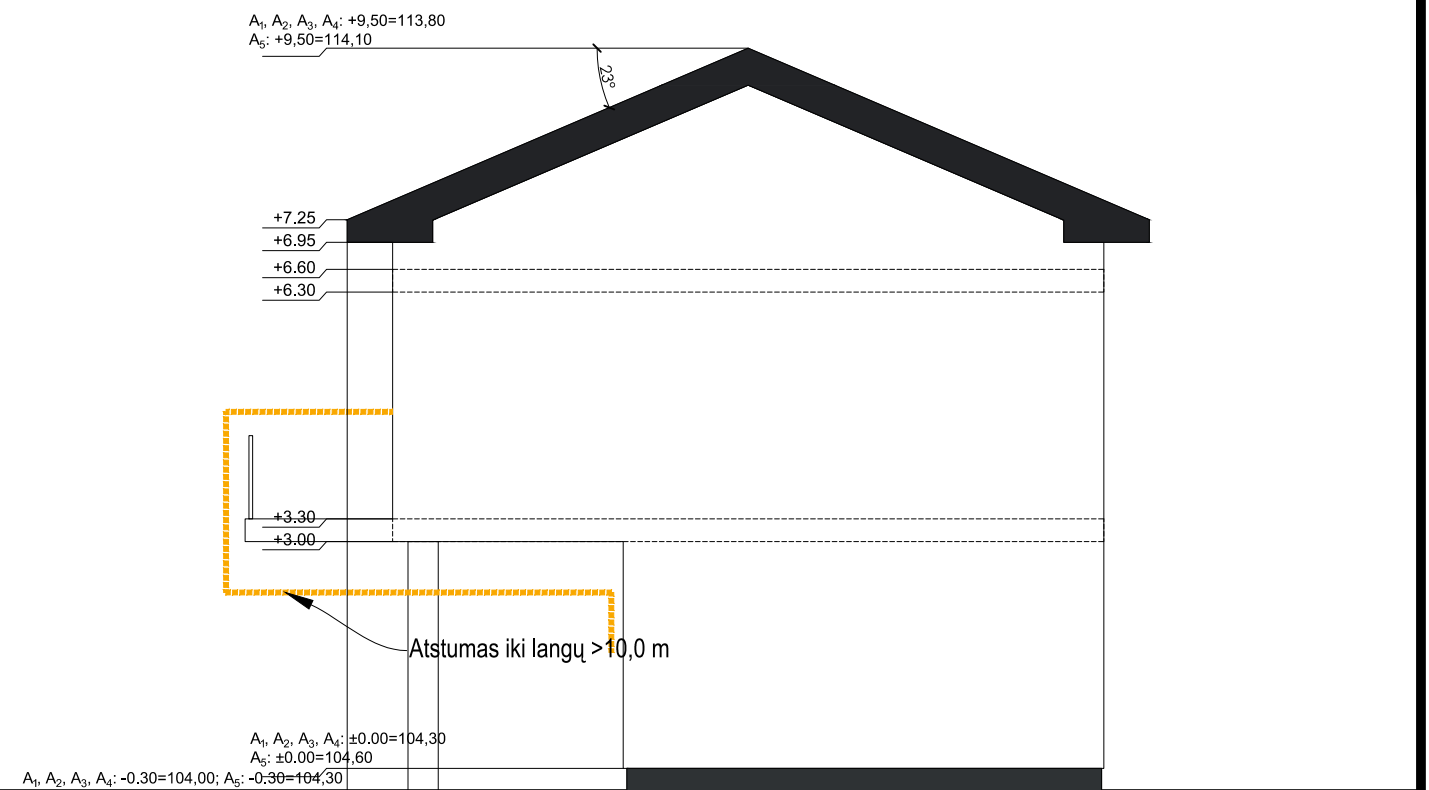 A₁, A₂, A₃, A₄: +9,50=113,80
A₅: +9,50=114,10
23°
+7.25
+6.95
+6.60
+6.30
+3.30
+3.00
Atstumas iki langų >10,0 m
A₁, A₂, A₃, A₄: ±0.00=104,30
A₅: ±0.00=104,60
A₁, A₂, A₃, A₄: -0.30=104,00; A₅: -0.30=104,30